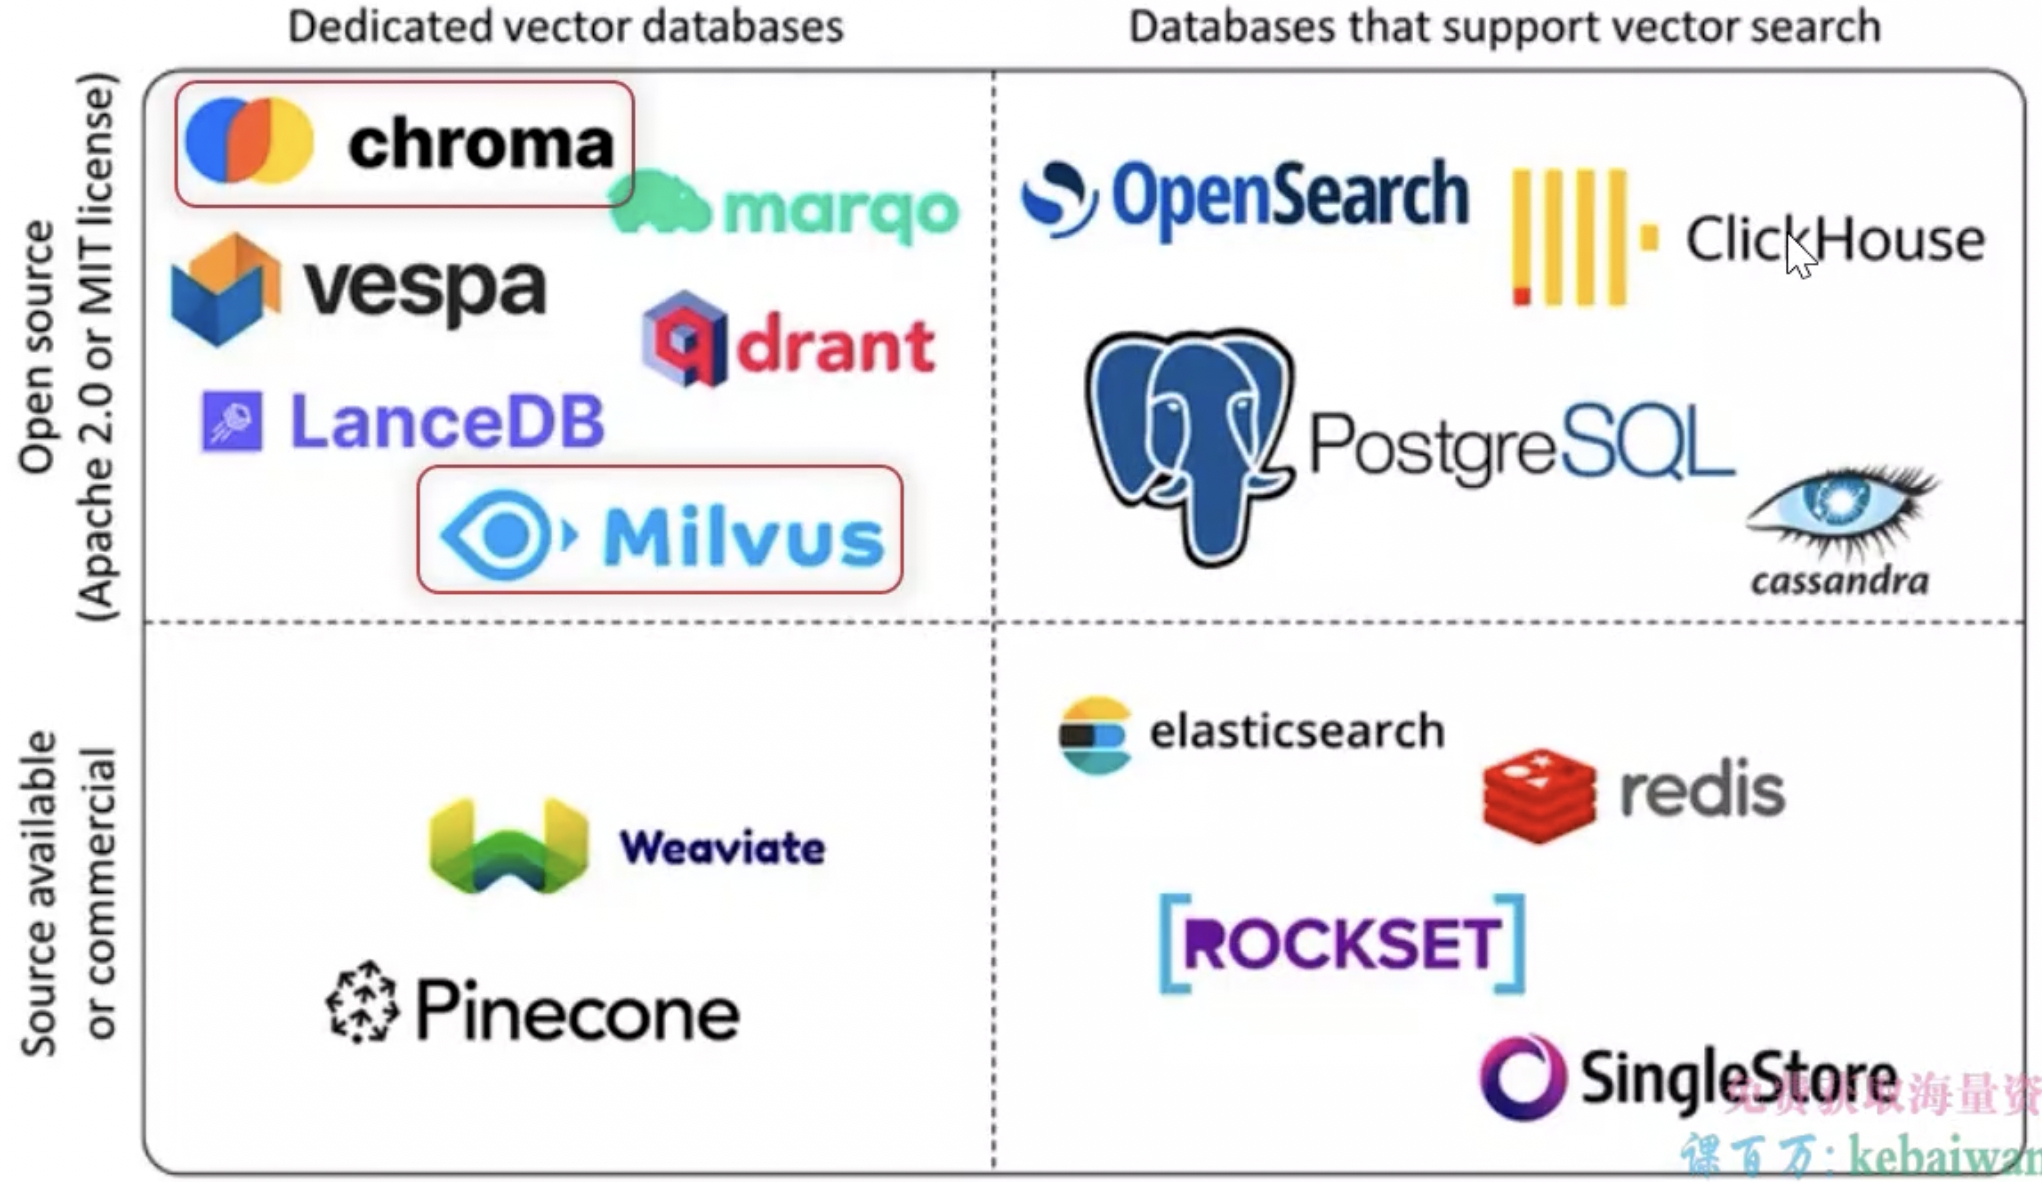 Dedicated vector databases
Databases that support vector search
Open source
(Apache 2.0 or MIT license)
chroma
marqo
vespa
qdrant
LanceDB
Milvus
OpenSearch
ClickHouse
PostgreSQL
cassandra
Source available
or commercial
Weaviate
Pinecone
elasticsearch
redis
[ROCKSET]
SingleStore
免费获取海量资
课百万: kebaiwan